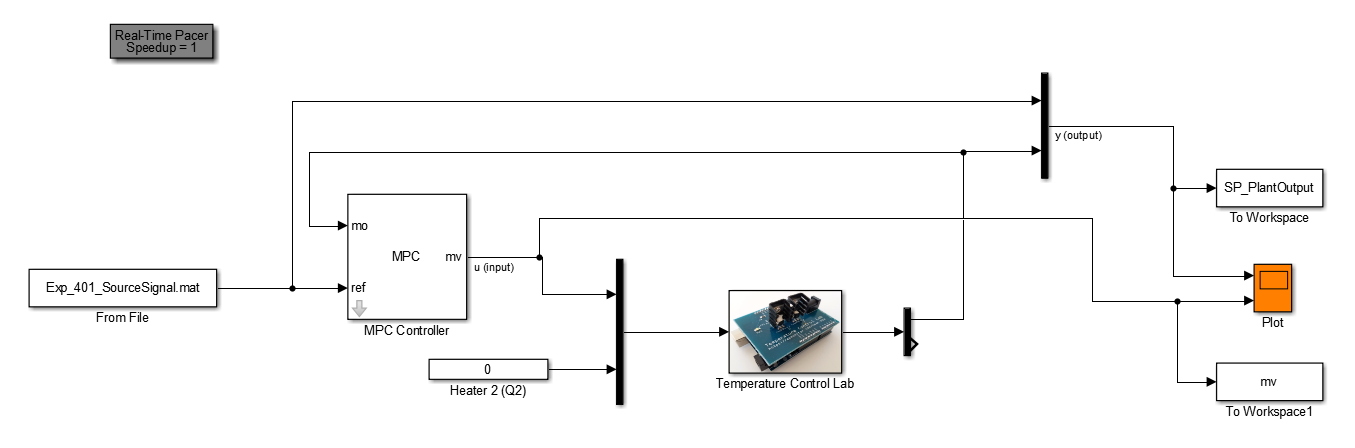 Real-Time Pacer
Speedup = 1
y (output)
SP_PlantOutput
To Workspace
mo
MPC
mv
u (input)
ref
MPC Controller
Exp_401_SourceSignal.mat
From File
Plot
0
Heater 2 (Q2)
Temperature Control Lab
mv
To Workspace1